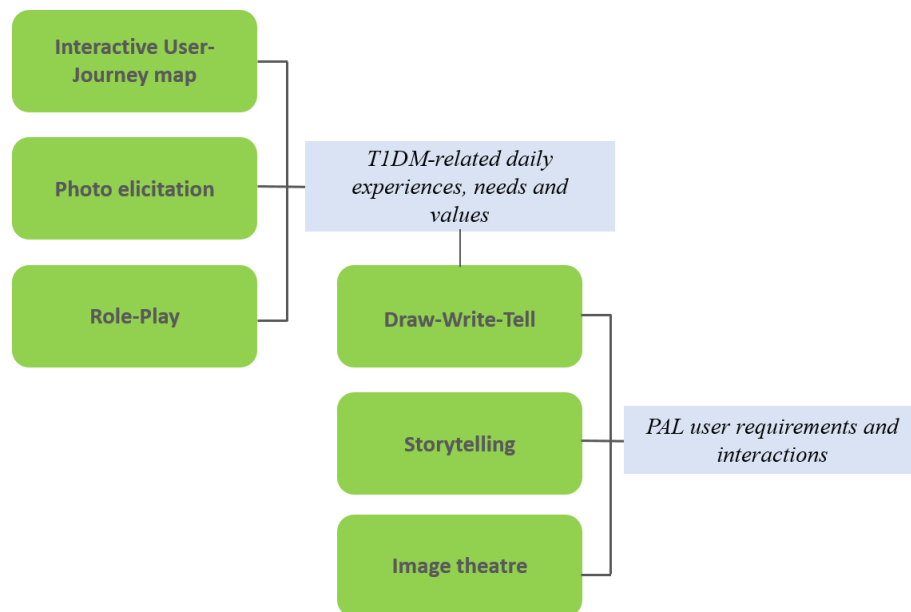 Interactive User-
Journey map
Photo elicitation
T1DM-related daily
experiences, needs and
values
Role-Play
Draw-Write-Tell
Storytelling
PAL user requirements and
interactions
Image theatre